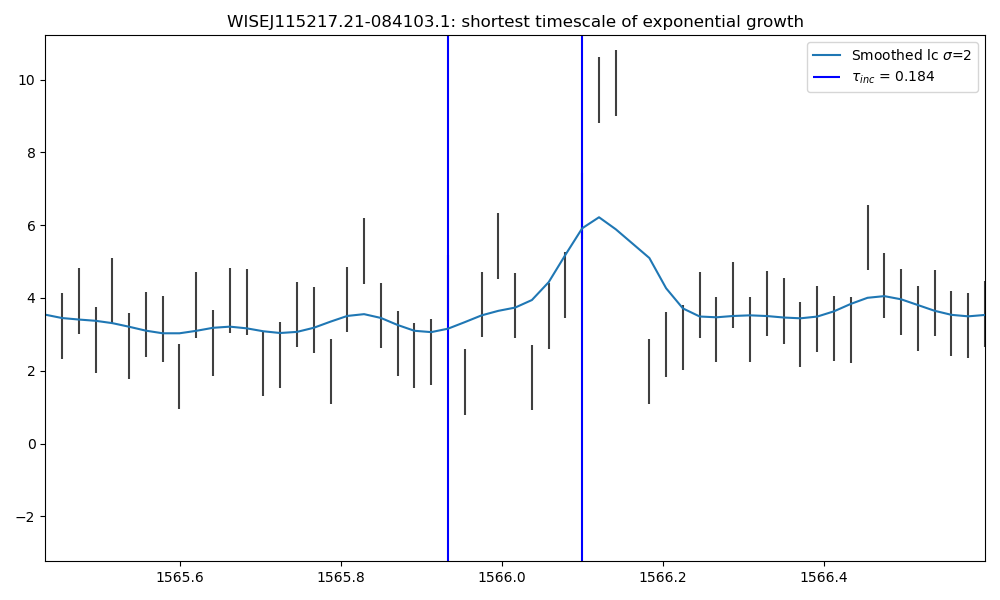 WISEJ115217.21-084103.1: shortest timescale of exponential growth
Smoothed lc σ=2
τ_inc = 0.184
10
8
6
4
2
0
−2
1565.6 1565.8 1566.0 1566.2 1566.4